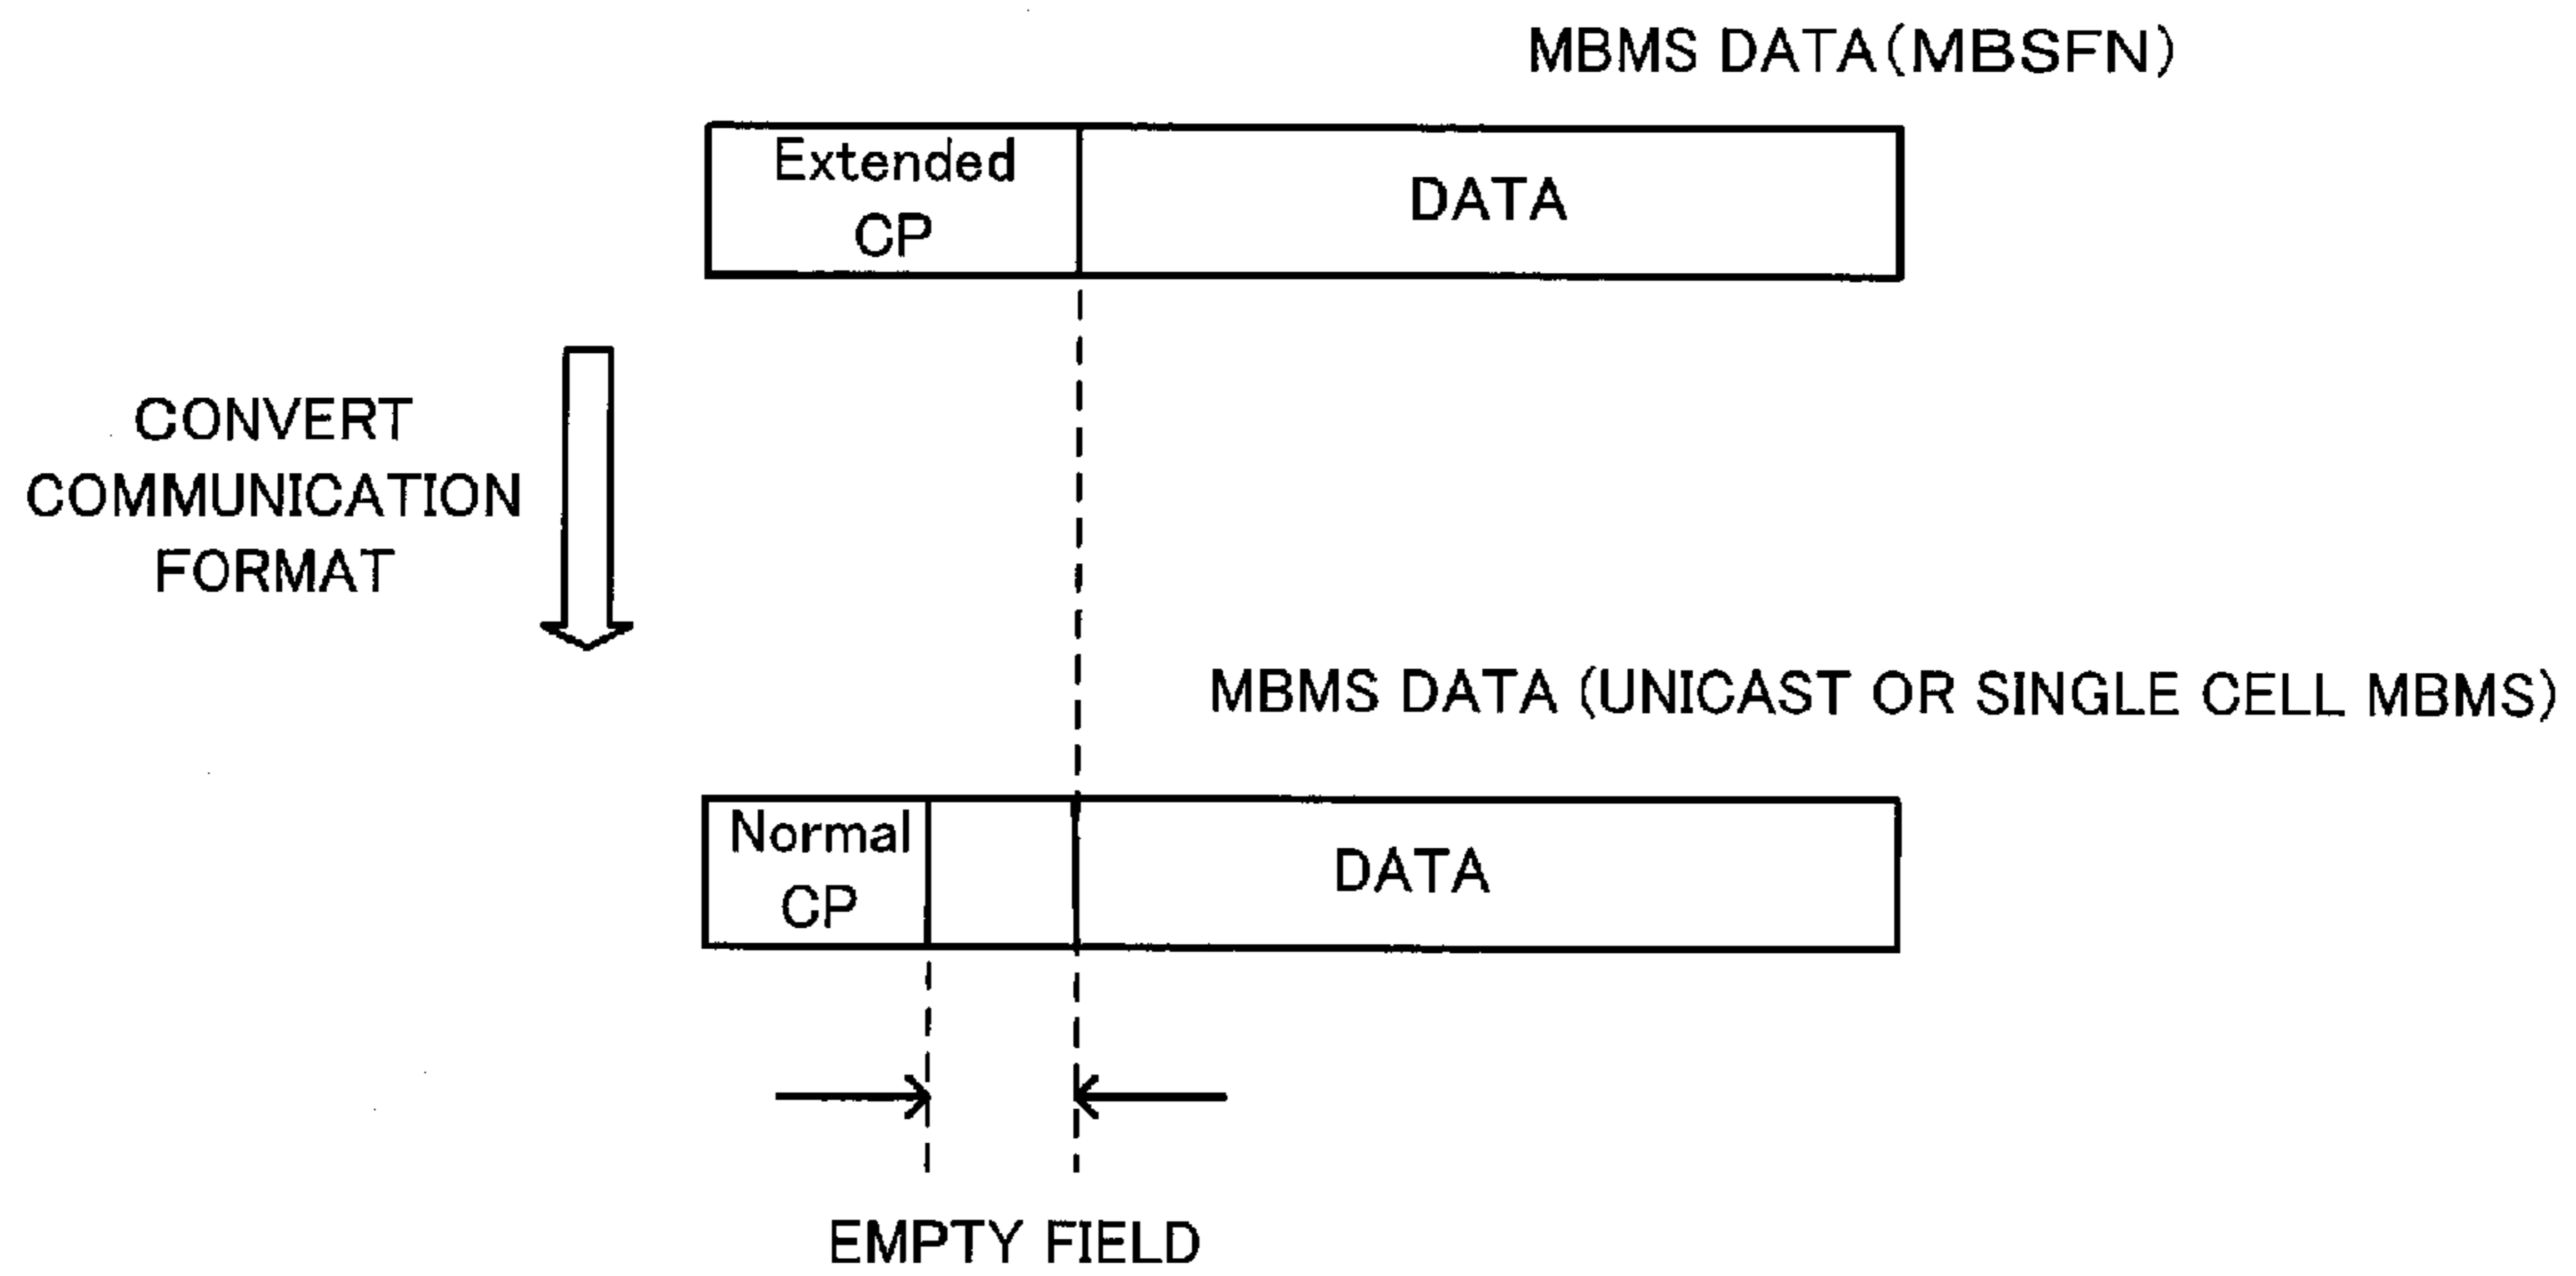 MBMS DATA(MBSFN)
Extended
CP
DATA
CONVERT
COMMUNICATION
FORMAT
MBMS DATA (UNICAST OR SINGLE CELL MBMS)
Normal
CP
DATA
EMPTY FIELD